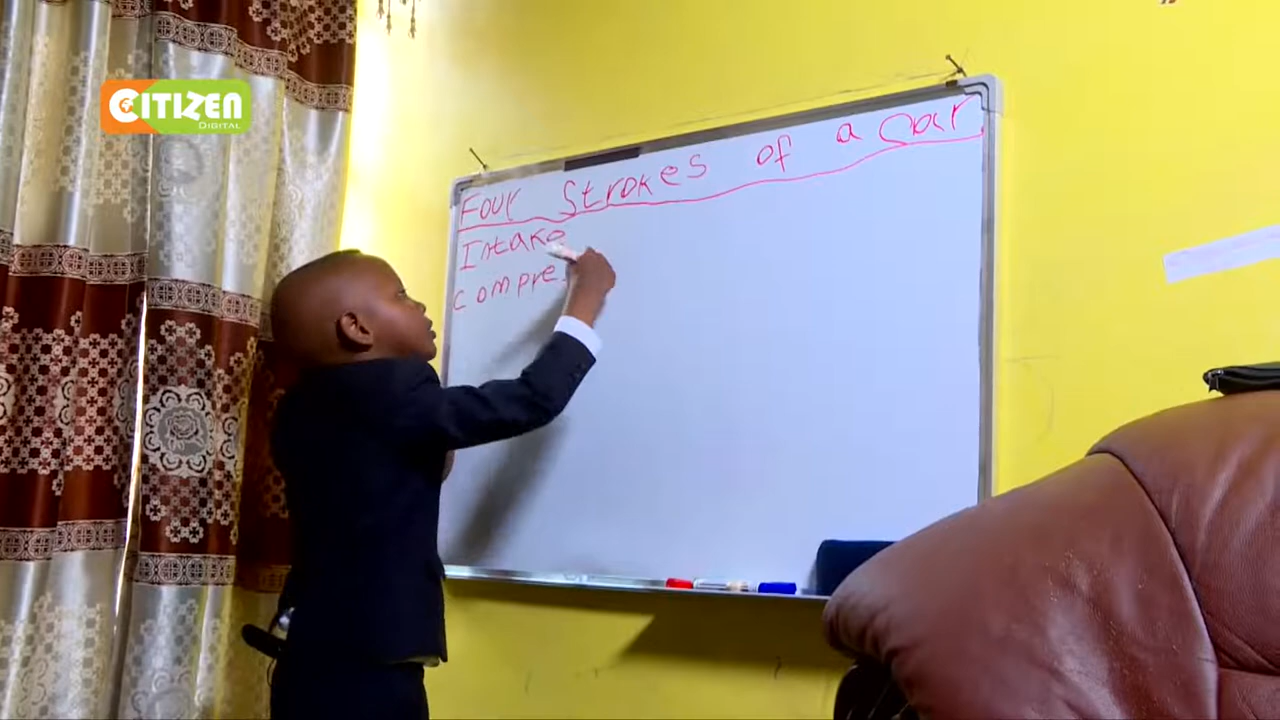 CITIZEN
DIGITAL
Four Strokes of a Car
Intake
compre